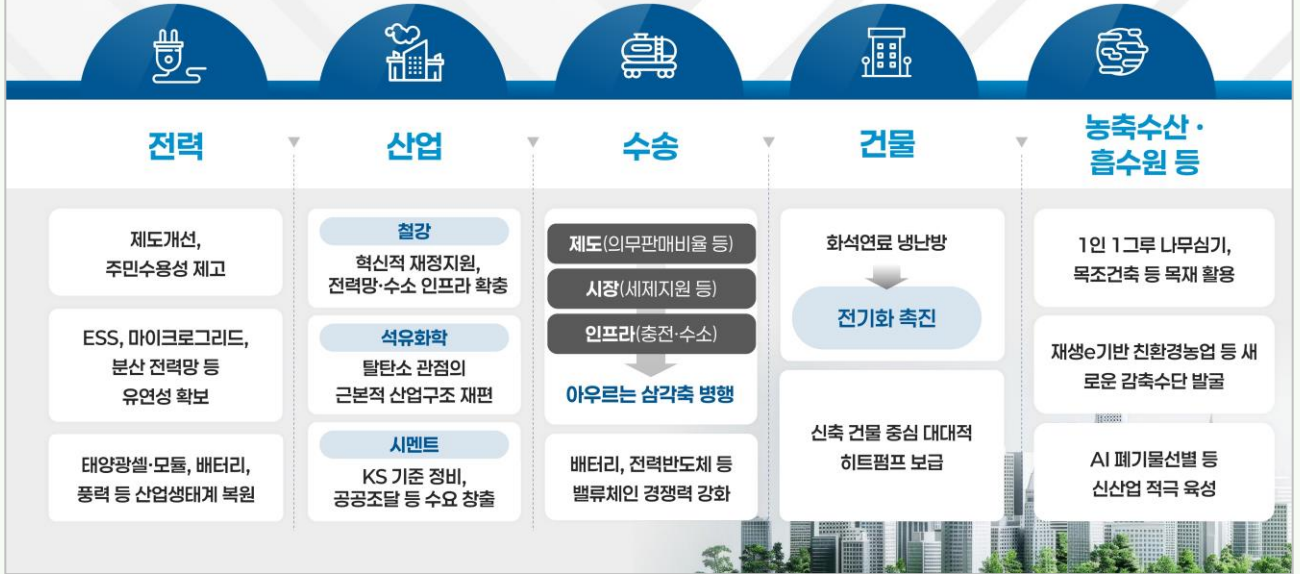 전력
제도개선,
주민수용성 제고
ESS, 마이크로그리드,
분산 전력망 등
유연성 확보
태양광셀·모듈, 배터리,
풍력 등 산업생태계 복원
산업
철강
혁신적 재정지원,
전력망·수소 인프라 확충
석유화학
탈탄소 관점의
근본적 산업구조 재편
시멘트
KS 기준 정비,
공공조달 등 수요 창출
수송
제도(의무판매비율 등)
시장(세제지원 등)
인프라(충전·수소)
아우르는 삼각축 병행
배터리, 전력반도체 등
밸류체인 경쟁력 강화
건물
화석연료 냉난방
전기화 촉진
신축 건물 중심 대대적
히트펌프 보급
농축수산·
흡수원 등
1인 1그루 나무심기,
목조건축 등 목재 활용
재생e기반 친환경농업 등 새
로운 감축수단 발굴
AI 폐기물선별 등
신산업 적극 육성